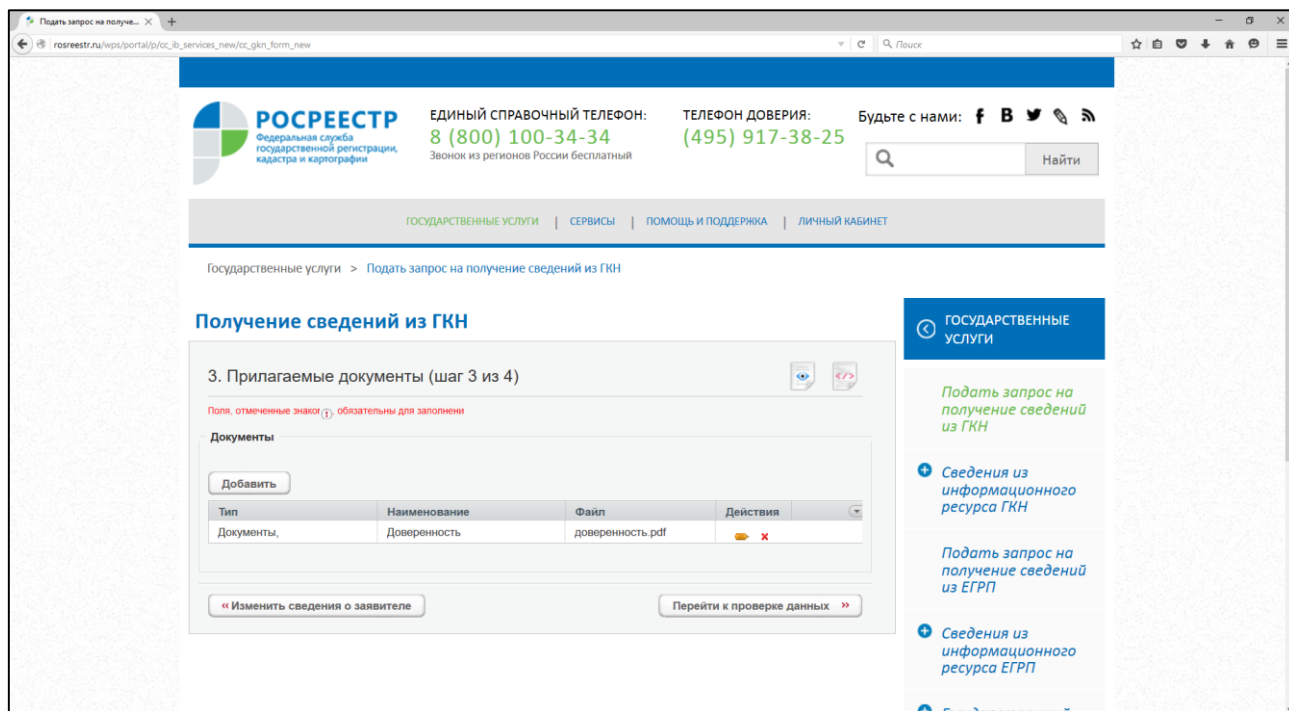 Подать запрос на получе...
rosreestr.ru/wps/portal/p/cc_ib_services_new/cc_gkn_form_new
Поиск
РОСРЕЕСТР
Федеральная служба
государственной регистрации,
кадастра и картографии
ЕДИНЫЙ СПРАВОЧНЫЙ ТЕЛЕФОН:
8 (800) 100-34-34
Звонок из регионов России бесплатный
ТЕЛЕФОН ДОВЕРИЯ:
(495) 917-38-25
Будьте с нами:
Найти
ГОСУДАРСТВЕННЫЕ УСЛУГИ | СЕРВИСЫ | ПОМОЩЬ И ПОДДЕРЖКА | ЛИЧНЫЙ КАБИНЕТ
Государственные услуги > Подать запрос на получение сведений из ГКН
Получение сведений из ГКН
3. Прилагаемые документы (шаг 3 из 4)
Поля, отмеченные знаког, обязательны для заполнени
Документы
Добавить
Тип Наименование Файл Действия
Документы, Доверенность доверенность.pdf
« Изменить сведения о заявителе
Перейти к проверке данных »
ГОСУДАРСТВЕННЫЕ
УСЛУГИ
Подать запрос на
получение сведений
из ГКН
Сведения из
информационного
ресурса ГКН
Подать запрос на
получение сведений
из ЕГРП
Сведения из
информационного
ресурса ЕГРП